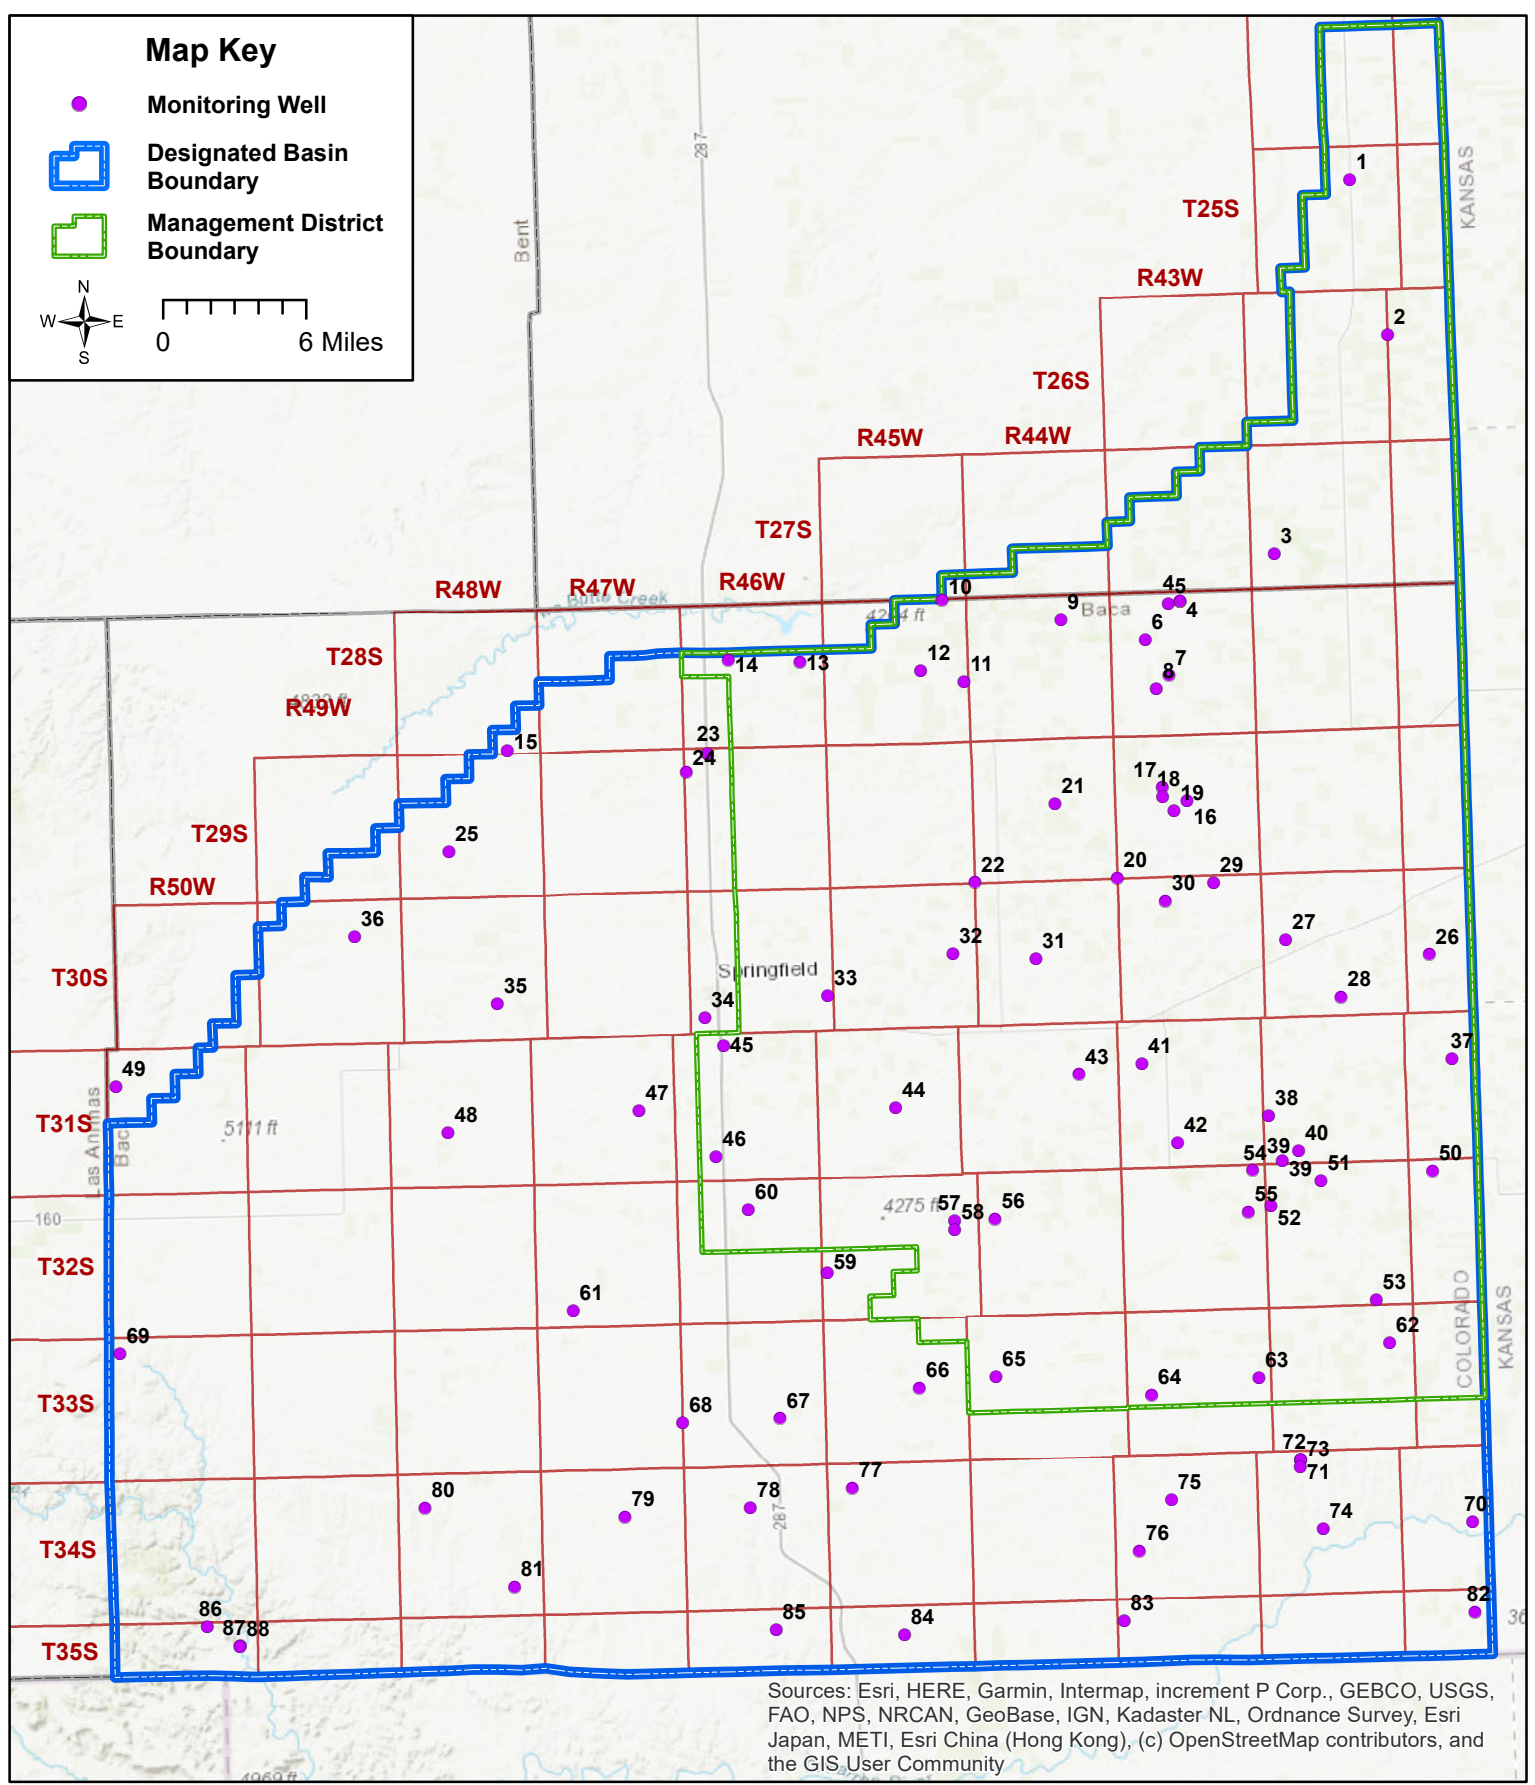 Map Key
Monitoring Well
Designated Basin
Boundary
Management District
Boundary
N
W E
S
0 6 Miles
287
Bent
KANSAS
1
T25S
R43W
2
T26S
R45W R44W
T27S
3
R48W R47W R46W
Butte Creek
10
9
Baca
45
4
6
7
8
12
11
T28S
14
13
R49W
15
23
24
T29S
25
21
17
18
19
16
R50W
22
20
29
30
36
32
31
27
26
T30S
Springfield
35
33
34
28
45
37
49
43
41
47
44
T31S
5111 ft
48
46
42
38
39
40
54
39
51
50
Las Animas
Baca
160
60
4275 ft
57
58
56
55
52
T32S
59
61
53
COLORADO
KANSAS
69
62
T33S
66
65
64
63
68
67
72
73
71
77
80
79
78
287
75
74
70
T34S
76
81
86
87
88
85
84
83
82
36
T35S
Sources: Esri, HERE, Garmin, Intermap, increment P Corp., GEBCO, USGS,
FAO, NPS, NRCAN, GeoBase, IGN, Kadaster NL, Ordnance Survey, Esri
Japan, METI, Esri China (Hong Kong), (c) OpenStreetMap contributors, and
the GIS User Community
4969 ft